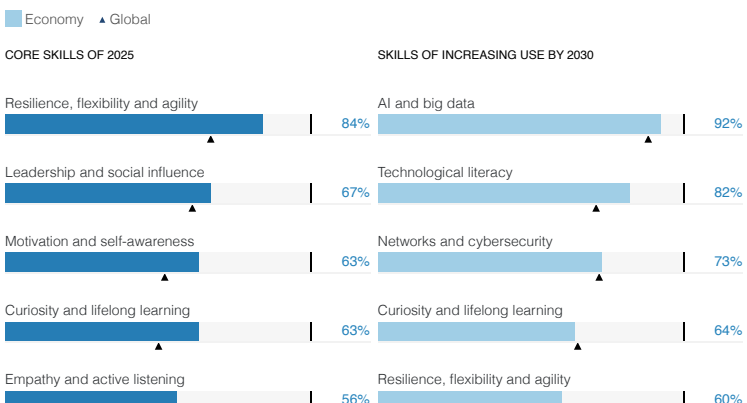 Economy Global
CORE SKILLS OF 2025
Resilience, flexibility and agility
84%
Leadership and social influence
67%
Motivation and self-awareness
63%
Curiosity and lifelong learning
63%
Empathy and active listening
56%
SKILLS OF INCREASING USE BY 2030
AI and big data
92%
Technological literacy
82%
Networks and cybersecurity
73%
Curiosity and lifelong learning
64%
Resilience, flexibility and agility
60%